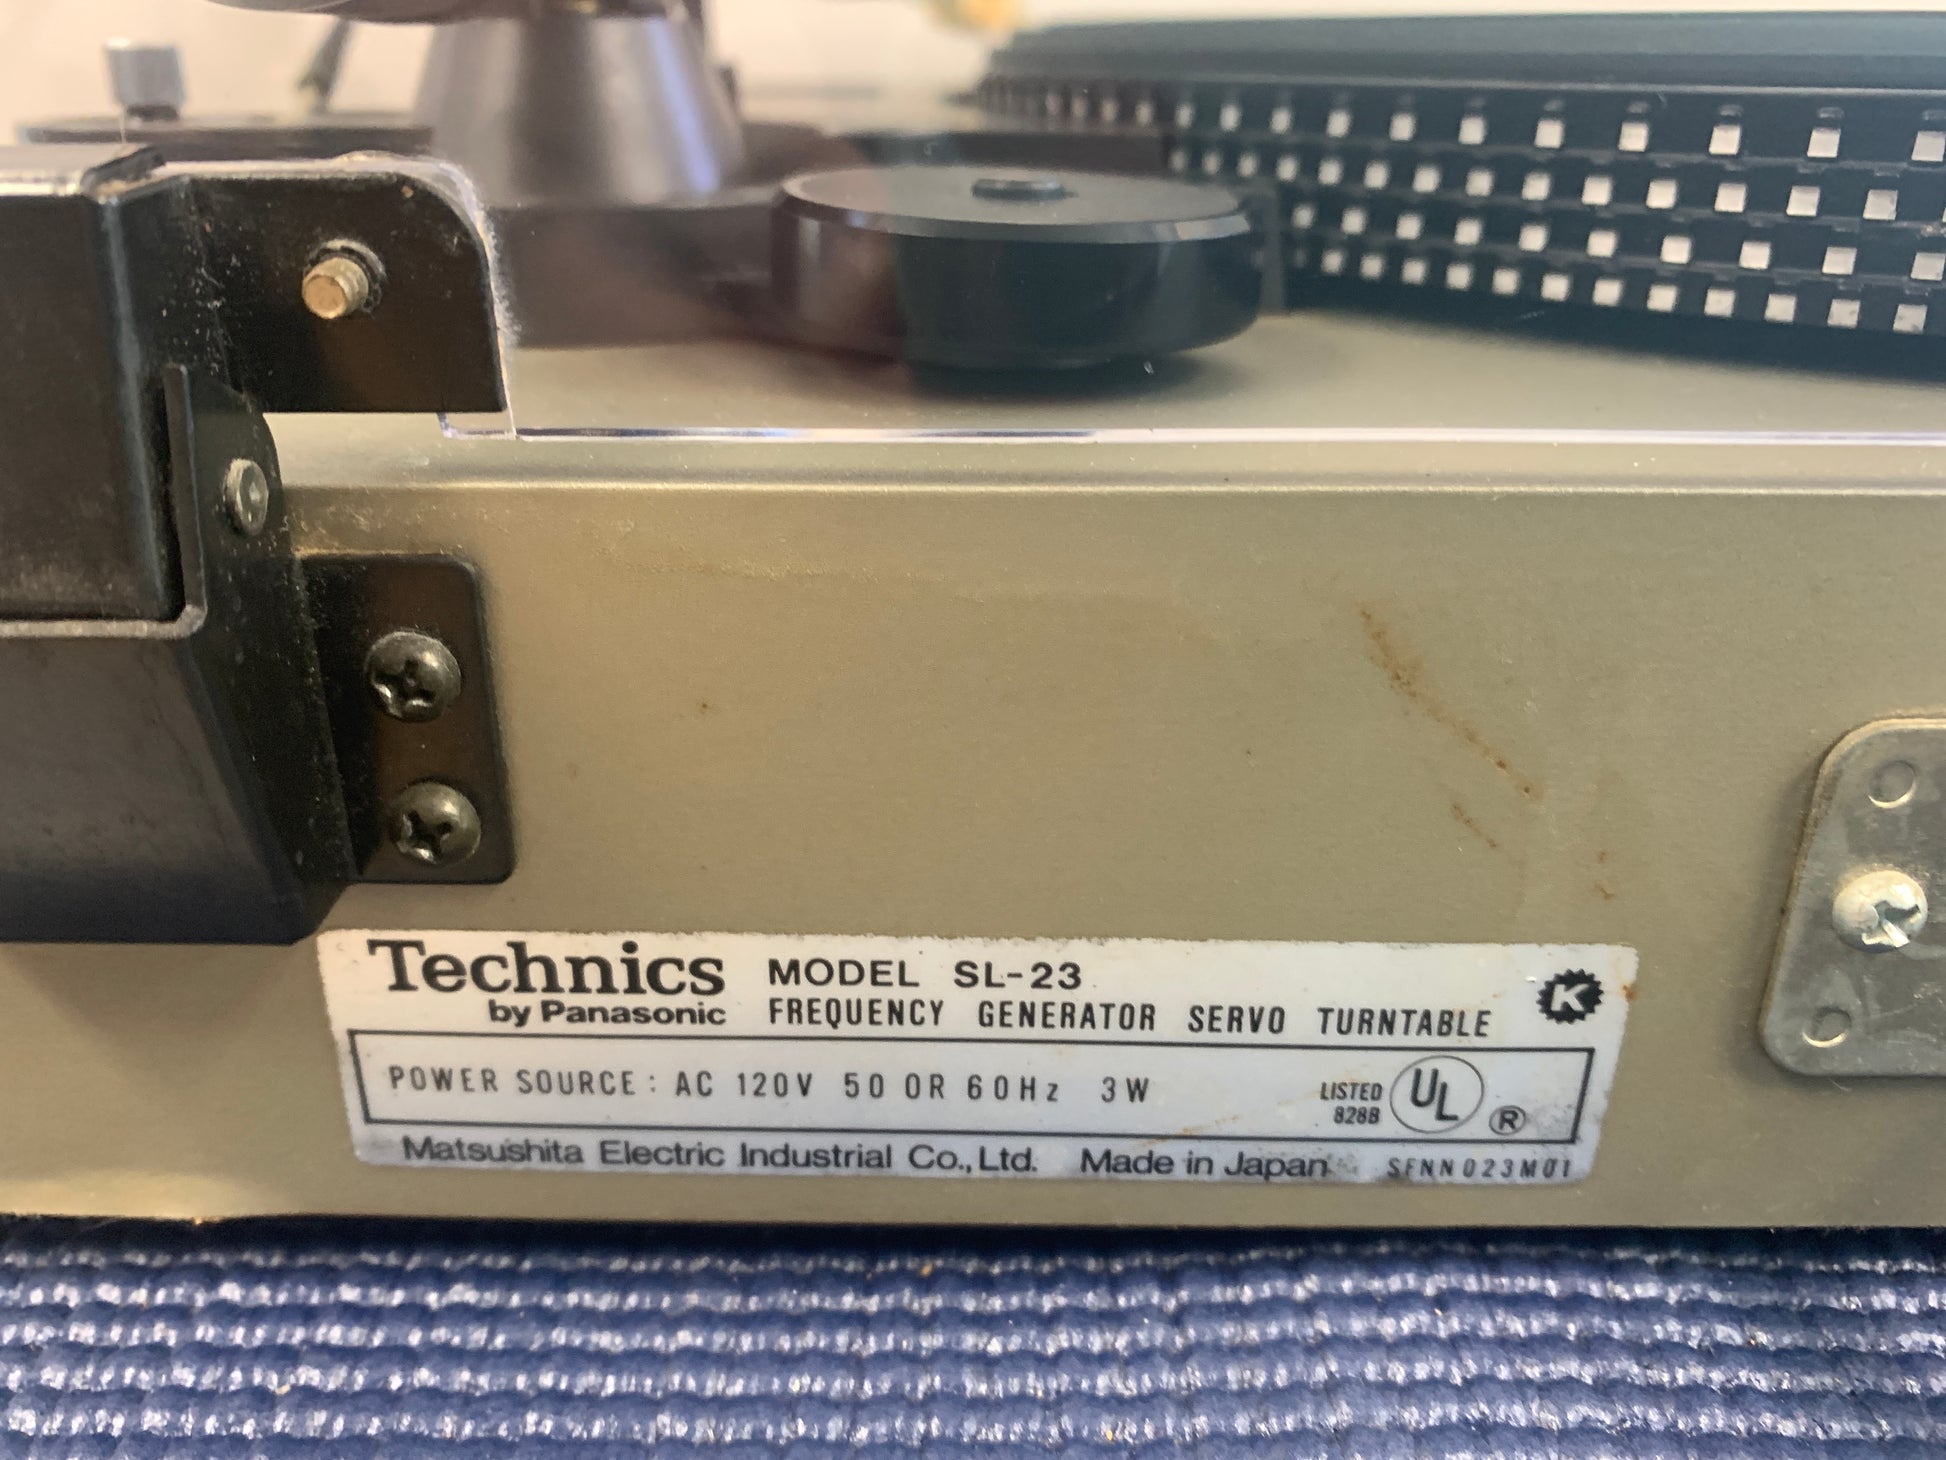 Technics MODEL SL-23
by Panasonic FREQUENCY GENERATOR SERVO TURNTABLE
K
POWER SOURCE: AC 120V 50 OR 60Hz 3W
LISTED
828B
UL
®
Matsushita Electric Industrial Co., Ltd. Made in Japan SFNN023M01